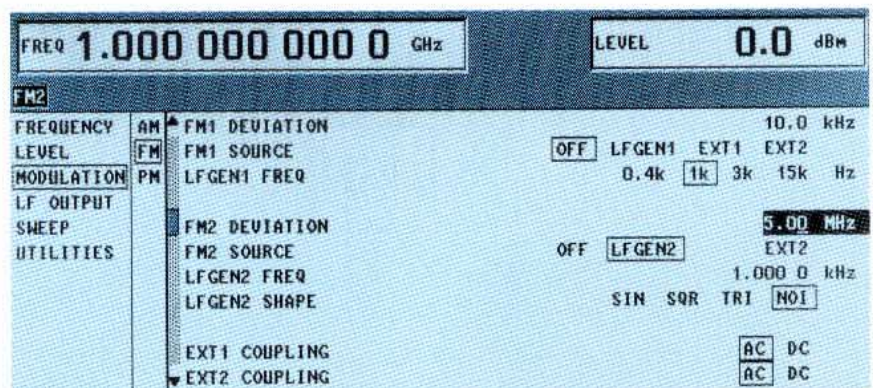 FREQ 1.000 000 000 0 GHz LEVEL 0.0 dBm
FM2
FREQUENCY AM FM1 DEVIATION 10.0 kHz
LEVEL FM FM1 SOURCE OFF LFGEN1 EXT1 EXT2
MODULATION PM LFGEN1 FREQ 0.4k 1k 3k 15k Hz
LF OUTPUT
SWEEP FM2 DEVIATION 5.00 MHz
UTILITIES FM2 SOURCE OFF LFGEN2 EXT2
LFGEN2 FREQ 1.000 0 kHz
LFGEN2 SHAPE SIN SQR TRI NOI
EXT1 COUPLING AC DC
EXT2 COUPLING AC DC